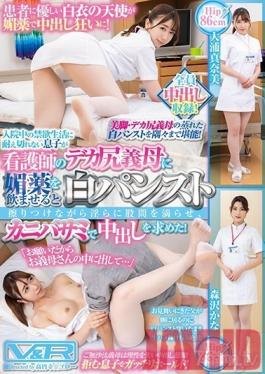 患者に優しい白衣の天使が
媚薬で中出し狂いに!
Hip
86cm
大浦真奈美
全員
中出し
収録!
美脚・デカ尻義母の蒸れた
白パンストを隅々まで堪能!
入院中の禁欲生活に
耐え切れない息子が
看護師のデカ尻義母に
媚薬を飲ませると白パンスト
擦りつけながら淫らに股間を濡らせ、
カニバサミで中出しを求めた!
「お願いだから
お義母さんの中に出して…」
森沢かな
V&R